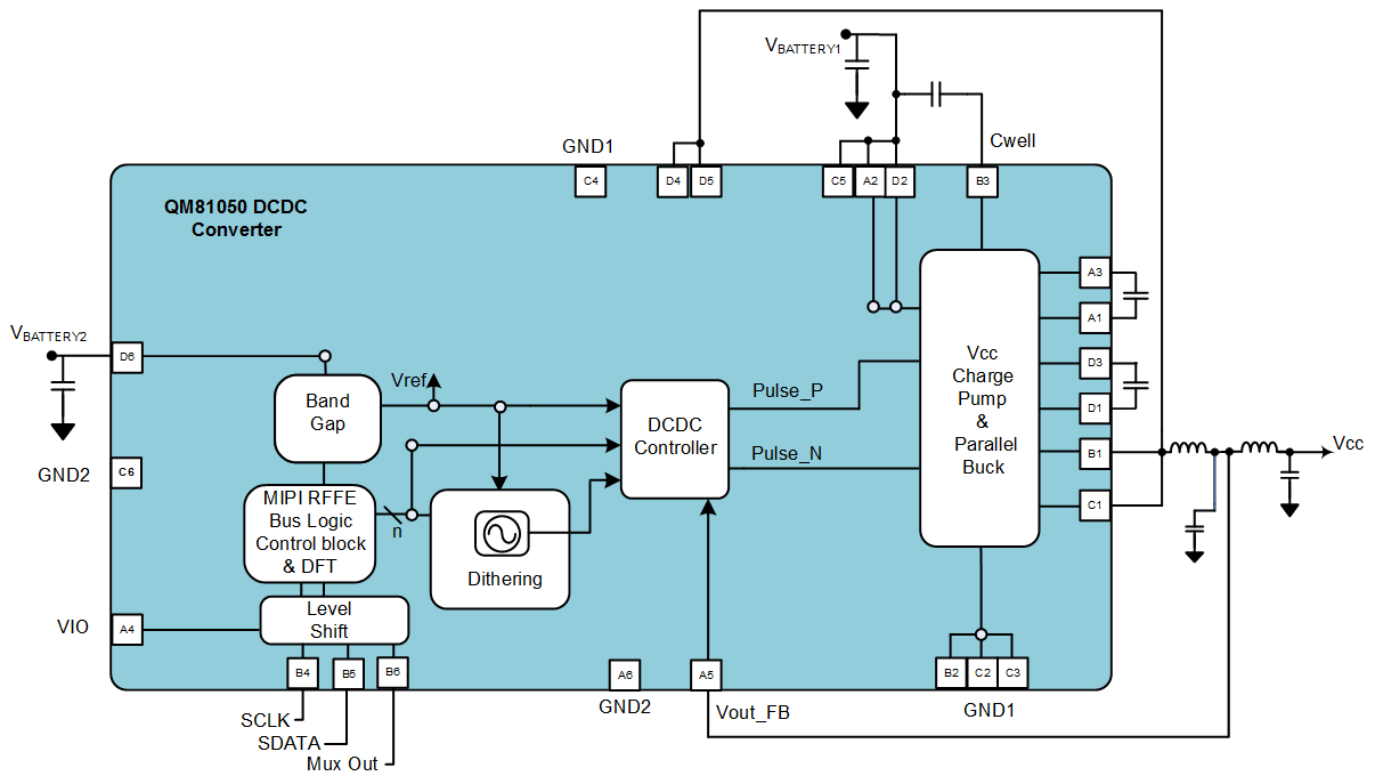 VBATTERY1
Cwell
GND1
C4
D4
D5
C5
A2
D2
B3
QM81050 DCDC
Converter
A3
A1
VBATTERY2
D6
Vref
Band
Gap
DCDC
Controller
Pulse_P
Pulse_N
Vcc
Charge
Pump
&
Parallel
Buck
D3
D1
B1
C1
Vcc
GND2
C6
MIPI RFFE
Bus Logic
Control block
& DFT
n
Dithering
VIO
A4
Level
Shift
B4
B5
B6
SCLK
SDATA
Mux Out
A6
GND2
A5
Vout_FB
B2
C2
C3
GND1